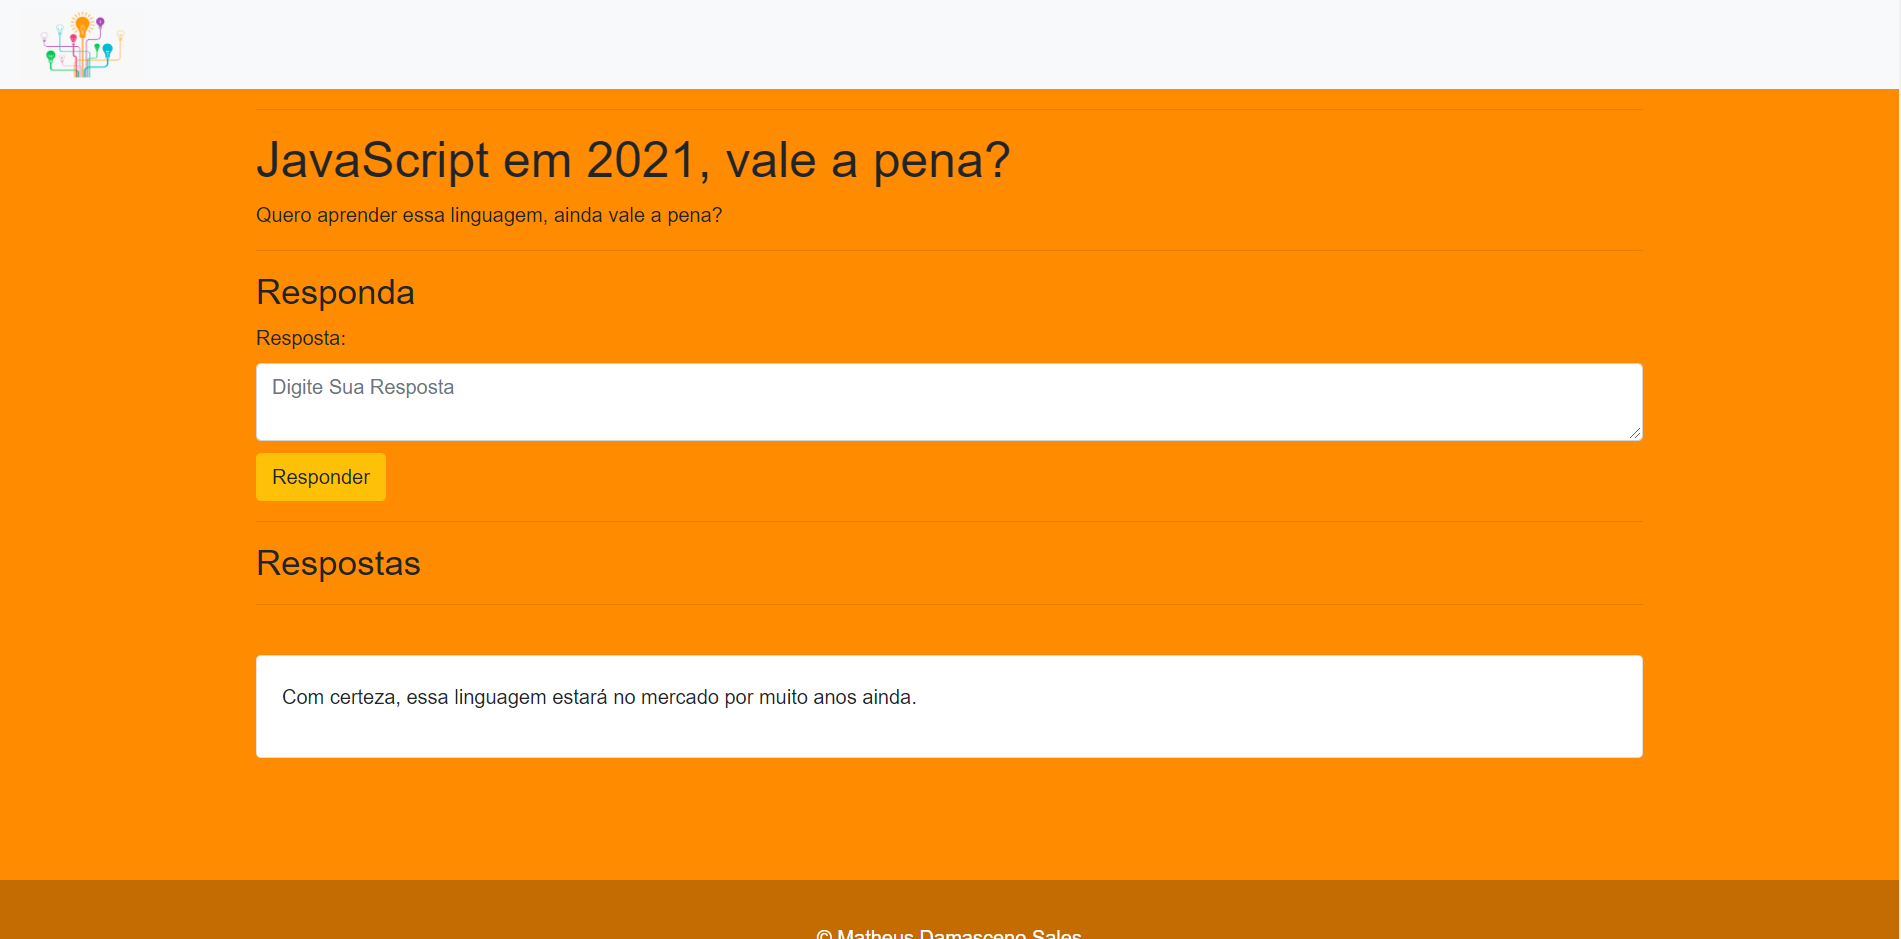 JavaScript em 2021, vale a pena?
Quero aprender essa linguagem, ainda vale a pena?
Responda
Resposta:
Digite Sua Resposta
Responder
Respostas
Com certeza, essa linguagem estará no mercado por muito anos ainda.
© Matheus Damasceno Sales